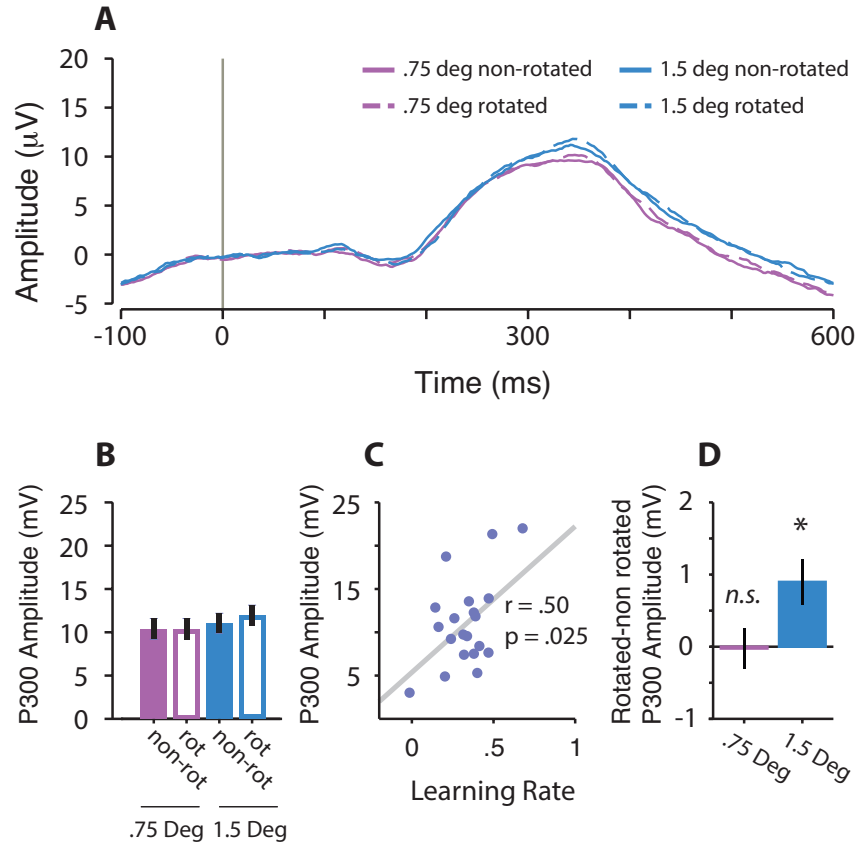 A
20
15
10
5
0
-5
Amplitude (μV)
.75 deg non-rotated
1.5 deg non-rotated
.75 deg rotated
1.5 deg rotated
-100
0
300
600
Time (ms)
B
25
20
15
10
5
0
P300 Amplitude (mV)
non-rot
rot
non-rot
rot
.75 Deg
1.5 Deg
C
25
15
5
P300 Amplitude (mV)
r = .50
p = .025
0
.5
1
Learning Rate
D
2
1
0
-1
Rotated-non rotated
P300 Amplitude (mV)
n.s.
*
.75 Deg
1.5 Deg